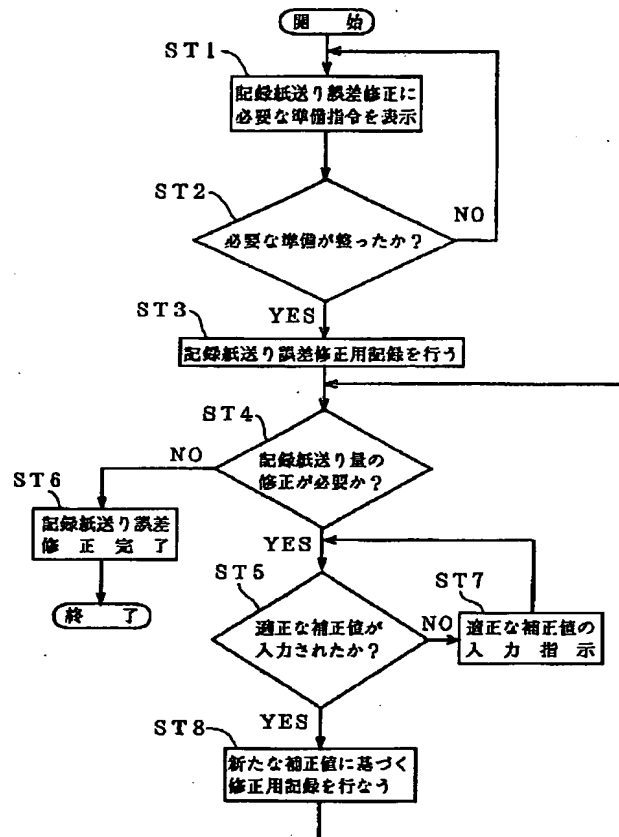 開 始
ST1
記録紙送り誤差修正に
必要な準備指令を表示
ST2
必要な準備が整ったか?
NO
YES
ST3
記録紙送り誤差修正用記録を行う
ST4
記録紙送り量の
修正が必要か?
NO
YES
ST6
記録紙送り誤差
修 正 完 了
終 了
ST5
適正な補正値が
入力されたか?
NO
YES
ST7
適正な補正値の
入 力 指 示
ST8
新たな補正値に基づく
修正用記録を行なう